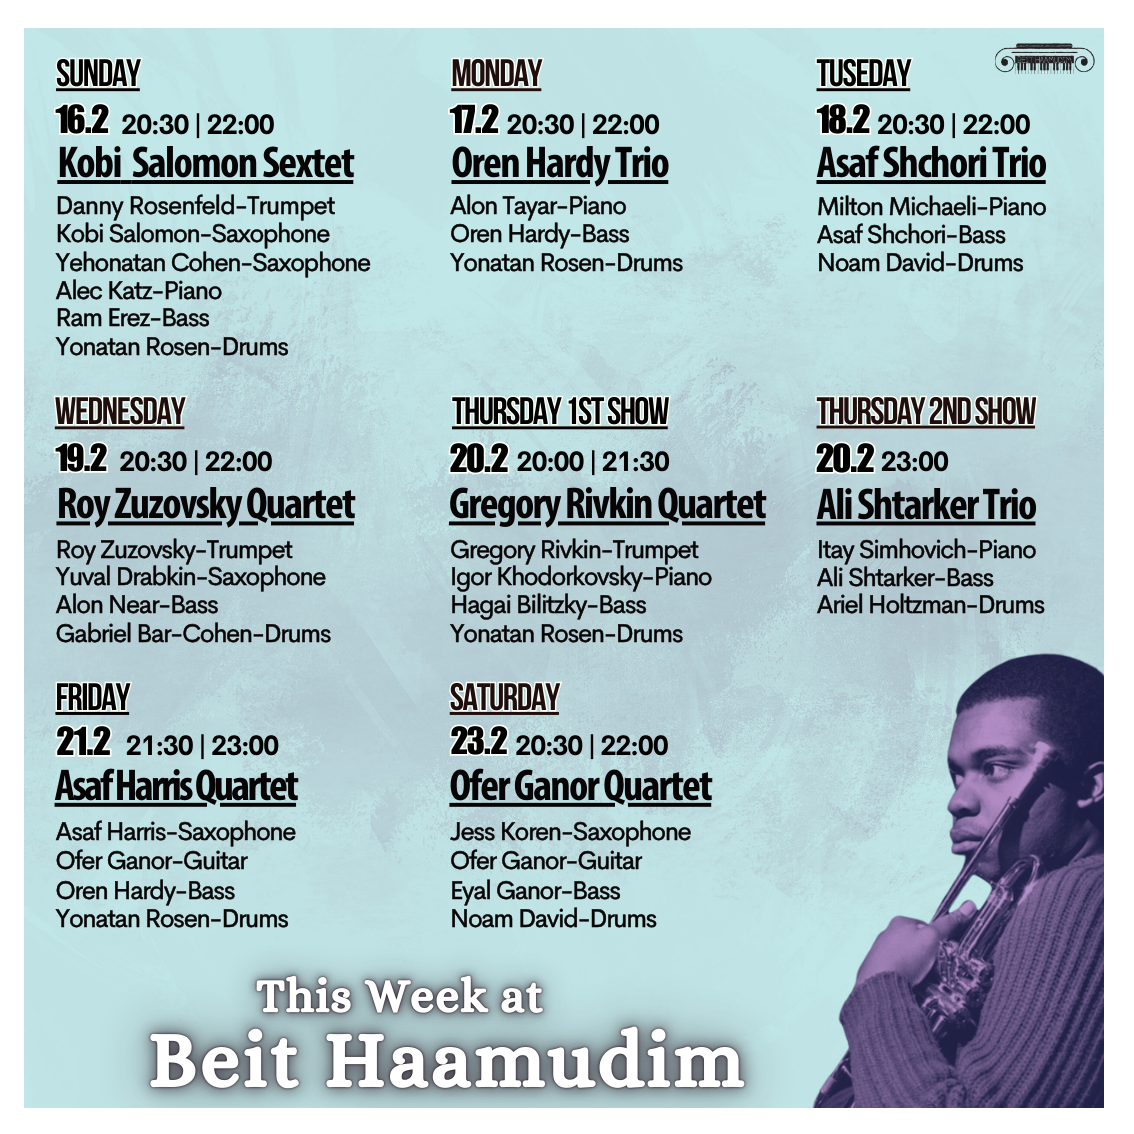 SUNDAY
16.2 20:30 | 22:00
Kobi Salomon Sextet
Danny Rosenfeld-Trumpet
Kobi Salomon-Saxophone
Yehonatan Cohen-Saxophone
Alec Katz-Piano
Ram Erez-Bass
Yonatan Rosen-Drums
MONDAY
17.2 20:30 | 22:00
Oren Hardy Trio
Alon Tayar-Piano
Oren Hardy-Bass
Yonatan Rosen-Drums
TUSEDAY
18.2 20:30 | 22:00
Asaf Shchori Trio
Milton Michaeli-Piano
Asaf Shchori-Bass
Noam David-Drums
WEDNESDAY
19.2 20:30 | 22:00
Roy Zuzovsky Quartet
Roy Zuzovsky-Trumpet
Yuval Drabkin-Saxophone
Alon Near-Bass
Gabriel Bar-Cohen-Drums
THURSDAY 1ST SHOW
20.2 20:00 | 21:30
Gregory Rivkin Quartet
Gregory Rivkin-Trumpet
Igor Khodorkovsky-Piano
Hagai Bilitzky-Bass
Yonatan Rosen-Drums
THURSDAY 2ND SHOW
20.2 23:00
Ali Shtarker Trio
Itay Simhovich-Piano
Ali Shtarker-Bass
Ariel Holtzman-Drums
FRIDAY
21.2 21:30 | 23:00
Asaf Harris Quartet
Asaf Harris-Saxophone
Ofer Ganor-Guitar
Oren Hardy-Bass
Yonatan Rosen-Drums
SATURDAY
23.2 20:30 | 22:00
Ofer Ganor Quartet
Jess Koren-Saxophone
Ofer Ganor-Guitar
Eyal Ganor-Bass
Noam David-Drums
This Week at
Beit Haamudim